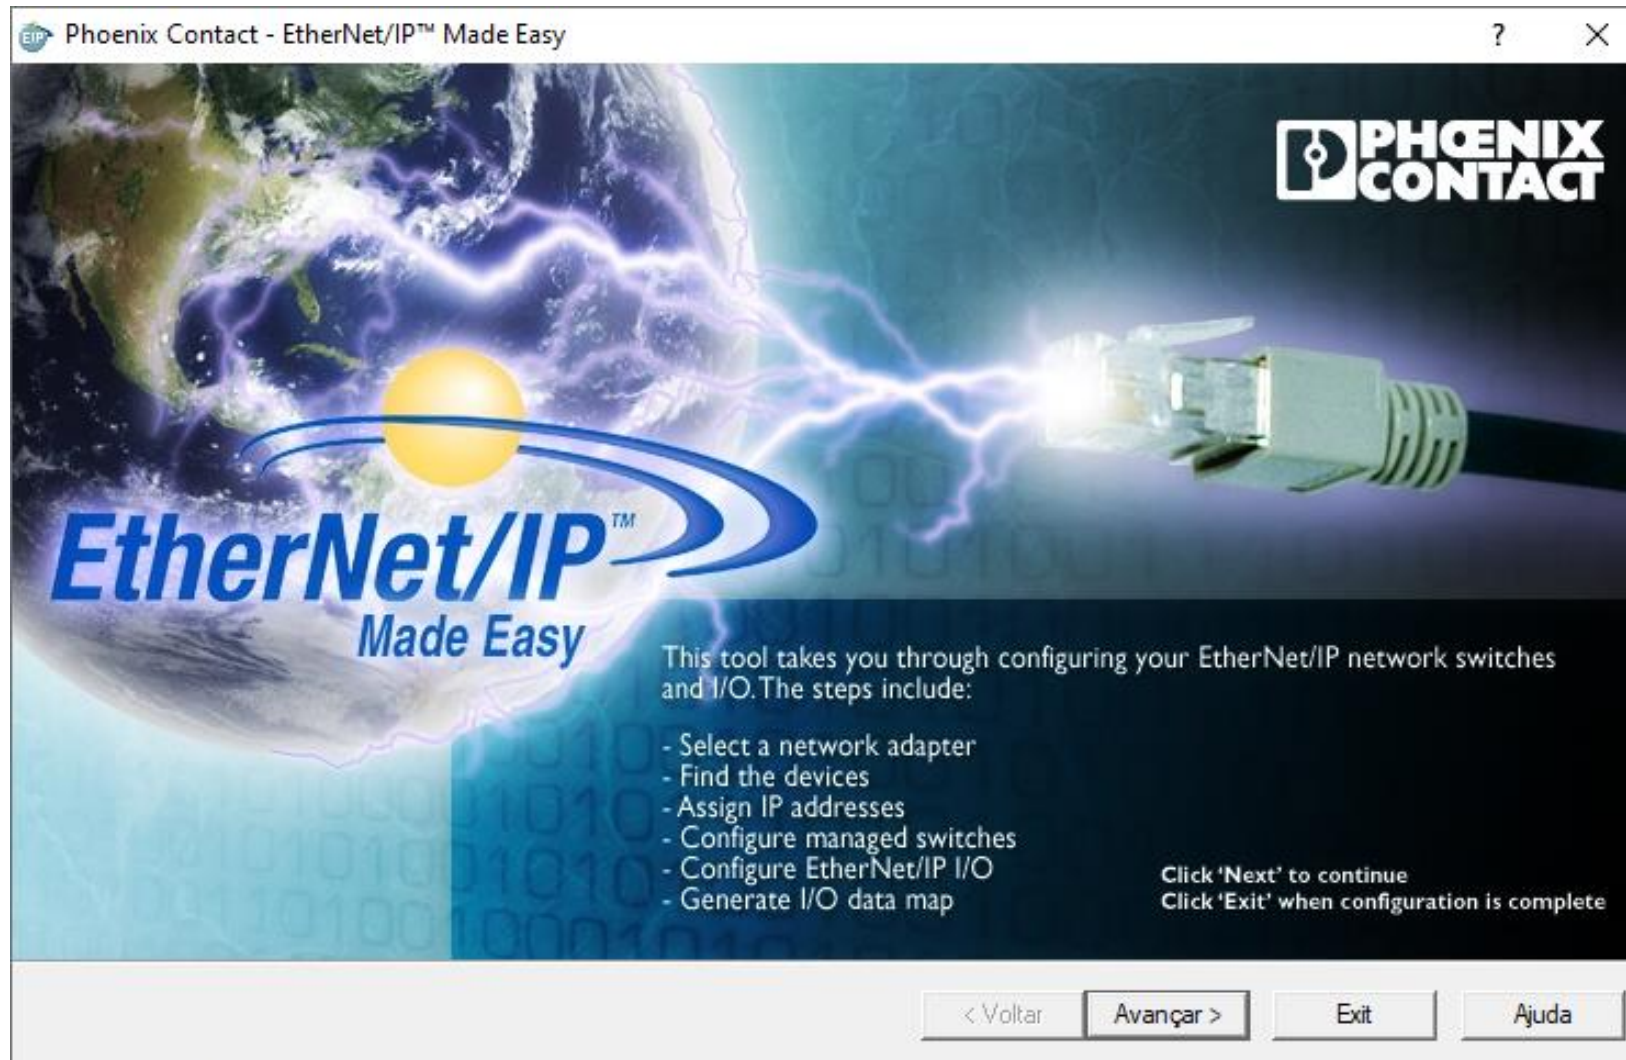 EIP
Phoenix Contact - EtherNet/IP™ Made Easy
?
PHŒNIX
CONTACT
EtherNet/IP™
Made Easy
This tool takes you through configuring your EtherNet/IP network switches
and I/O. The steps include:
- Select a network adapter
- Find the devices
- Assign IP addresses
- Configure managed switches
- Configure EtherNet/IP I/O
- Generate I/O data map
Click ‘Next’ to continue
Click ‘Exit’ when configuration is complete
< Voltar
Avançar >
Exit
Ajuda